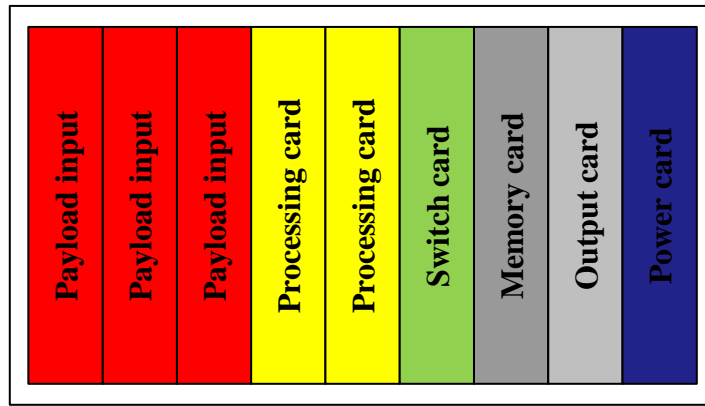 Payload input
Payload input
Payload input
Processing card
Processing card
Switch card
Memory card
Output card
Power card